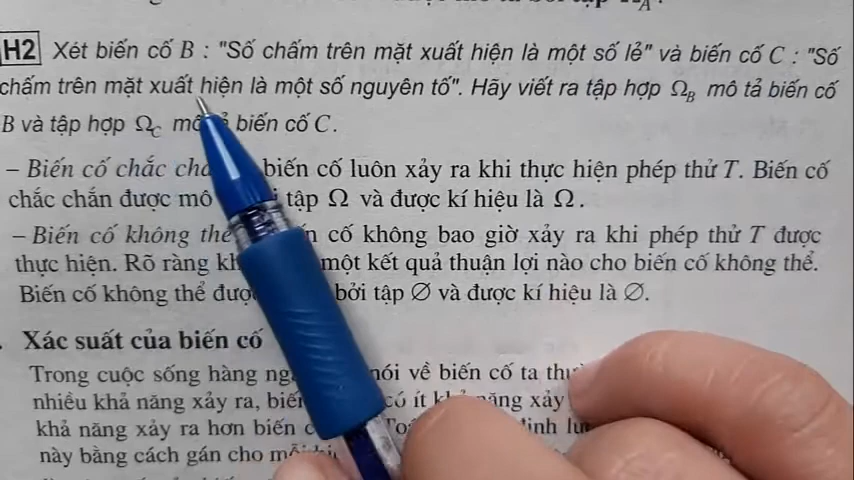 H2 Xét biến cố B : "Số chấm trên mặt xuất hiện là một số lẻ" và biến cố C : "Số
chấm trên mặt xuất hiện là một số nguyên tố". Hãy viết ra tập hợp Ω_B mô tả biến cố
B và tập hợp Ω_C biến cố C.
– Biến cố chắc biến cố luôn xảy ra khi thực hiện phép thử T. Biến cố
chắc chắn được mô tập Ω và được kí hiệu là Ω.
– Biến cố không cố không bao giờ xảy ra khi phép thử T được
thực hiện. Rõ ràng một kết quả thuận lợi nào cho biến cố không thể.
Biến cố không thể bởi tập ∅ và được kí hiệu là ∅.
Xác suất của biến cố
Trong cuộc sống hàng nói về biến cố ta
nhiều khả năng xảy ra, có ít xảy
khả năng xảy ra hơn biến
này bằng cách gán cho